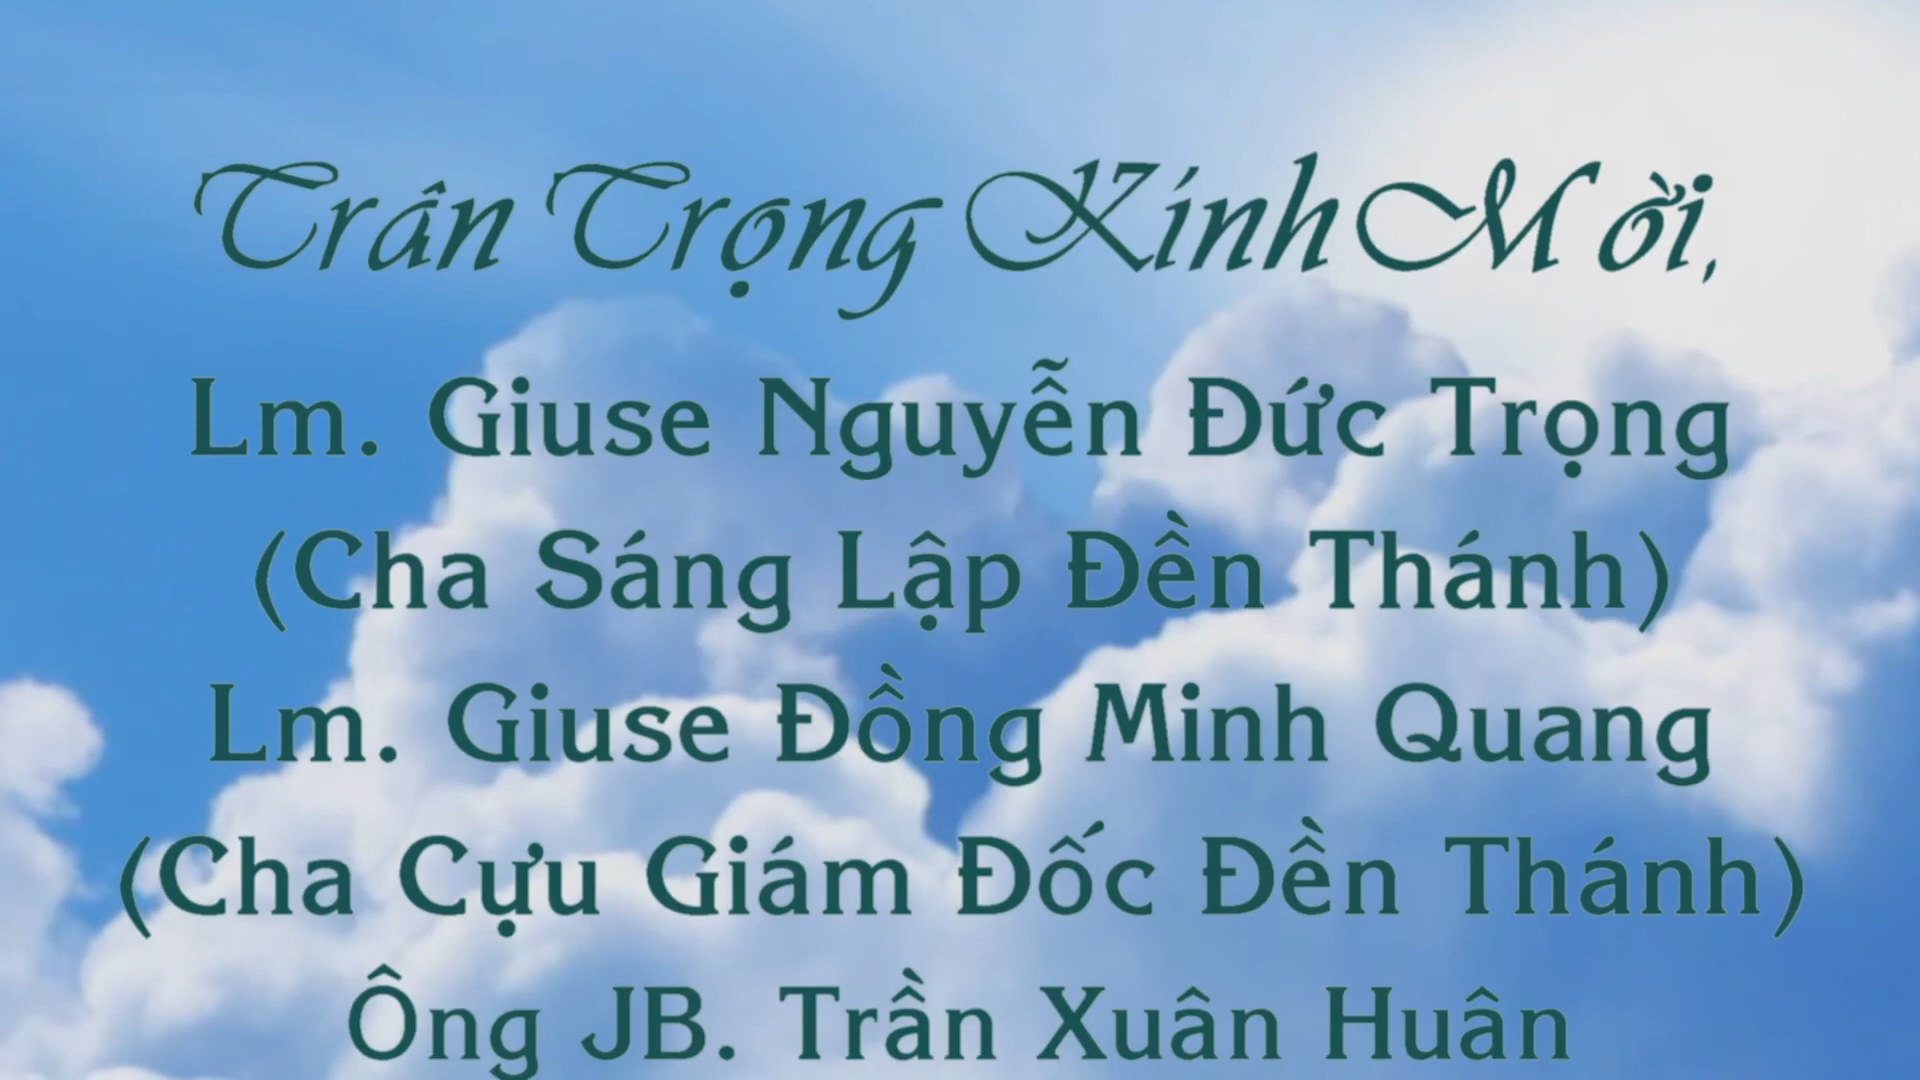 Trân Trọng Kính Mời,
Lm. Giuse Nguyễn Đức Trọng
(Cha Sáng Lập Đền Thánh)
Lm. Giuse Đồng Minh Quang
(Cha Cựu Giám Đốc Đền Thánh)
Ông JB. Trần Xuân Huân